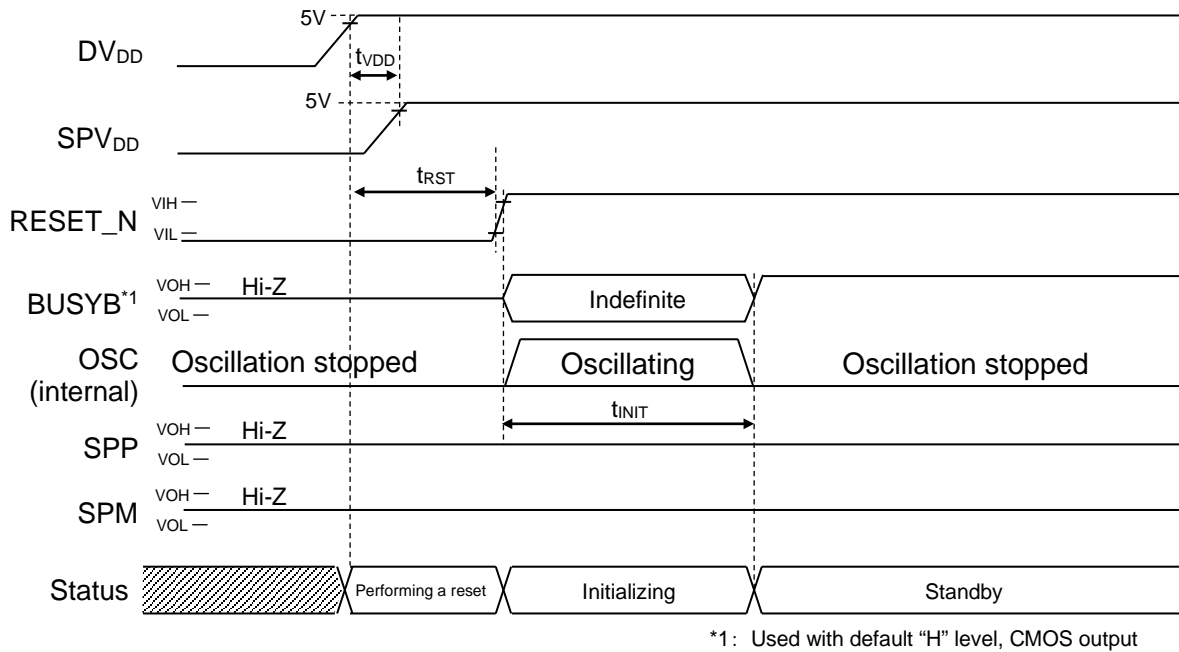 5V
DVDD
tVDD
5V
SPVDD
tRST
VIH
RESET_N
VIL
VOH
Hi-Z
BUSYB*1
Indefinite
VOL
OSC
(internal)
Oscillation stopped
Oscillating
Oscillation stopped
tINIT
VOH
Hi-Z
SPP
VOL
VOH
Hi-Z
SPM
VOL
Status
Performing a reset
Initializing
Standby
*1: Used with default “H” level, CMOS output